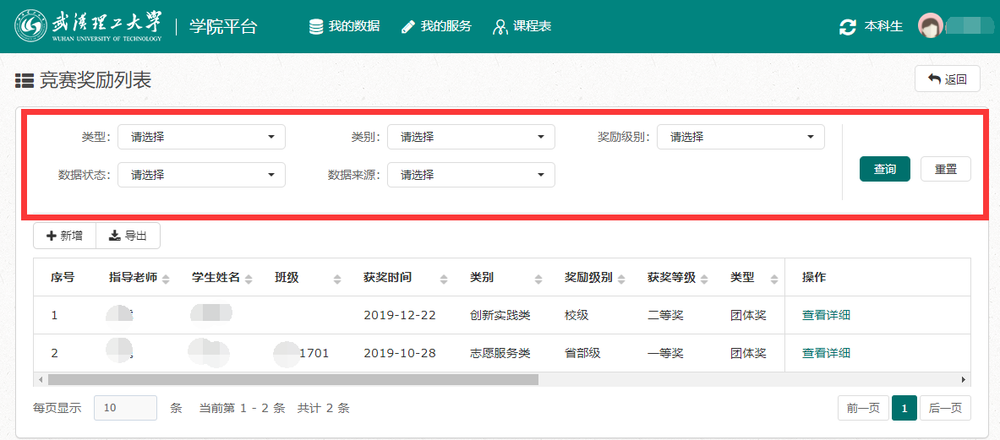 武汉理工大学 学院平台 我的数据 我的服务 课程表 本科生
WUHAN UNIVERSITY OF TECHNOLOGY
竞赛奖励列表 返回
类型: 请选择 类别: 请选择 奖励级别: 请选择
数据状态: 请选择 数据来源: 请选择 查询 重置
新增 导出
序号 指导老师 学生姓名 班级 获奖时间 类别 奖励级别 获奖等级 类型 操作
1 2019-12-22 创新实践类 校级 二等奖 团体奖 查看详细
2 1701 2019-10-28 志愿服务类 省部级 一等奖 团体奖 查看详细
每页显示 10 条 当前第 1 - 2 条 共计 2 条 前一页 1 后一页